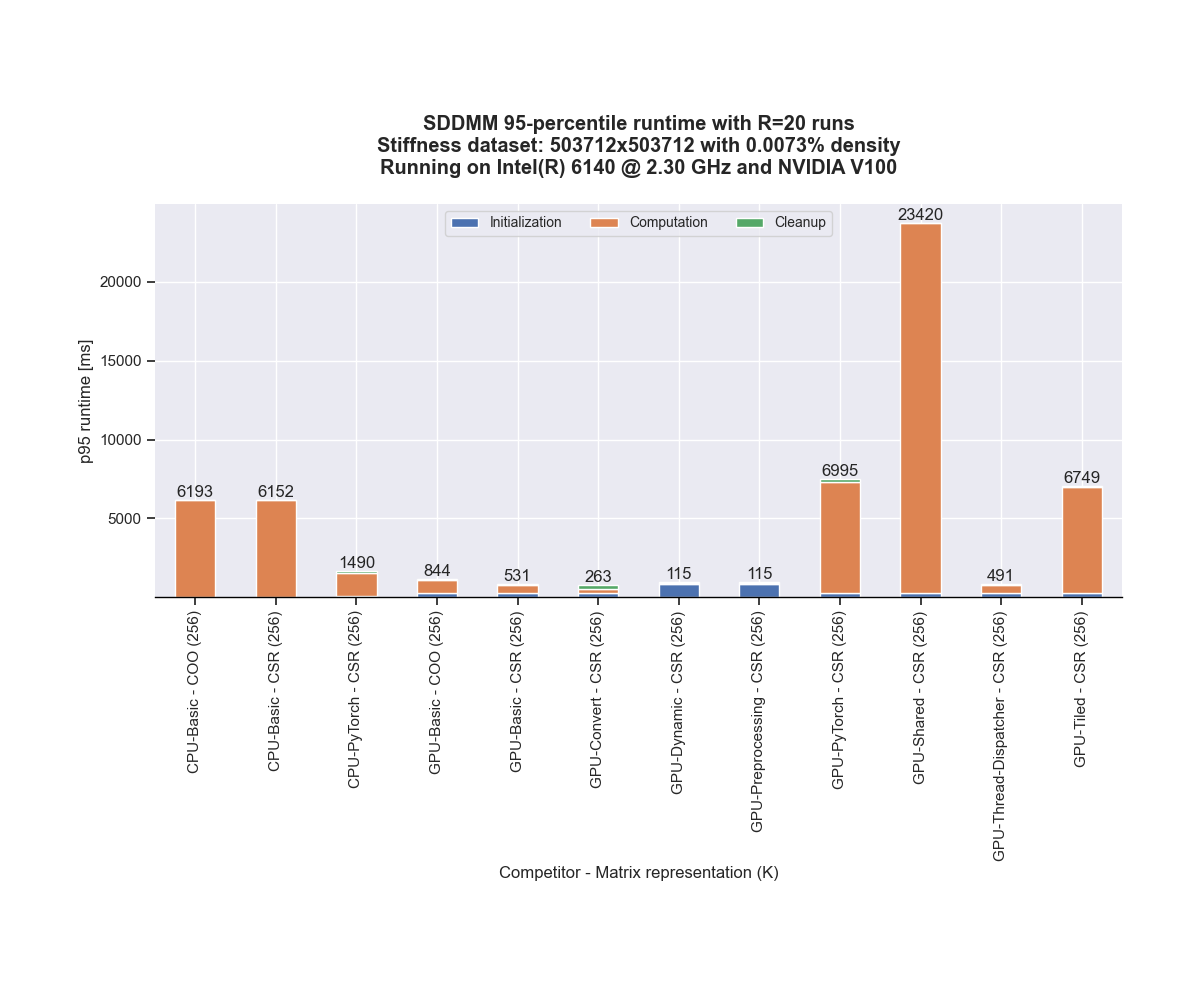 SDDMM 95-percentile runtime with R=20 runs
Stiffness dataset: 503712x503712 with 0.0073% density
Running on Intel(R) 6140 @ 2.30 GHz and NVIDIA V100
Initialization
Computation
Cleanup
p95 runtime [ms]
20000
15000
10000
5000
6193
6152
1490
844
531
263
115
115
6995
23420
491
6749
CPU-Basic - COO (256)
CPU-Basic - CSR (256)
CPU-PyTorch - CSR (256)
GPU-Basic - COO (256)
GPU-Basic - CSR (256)
GPU-Convert - CSR (256)
GPU-Dynamic - CSR (256)
GPU-Preprocessing - CSR (256)
GPU-PyTorch - CSR (256)
GPU-Shared - CSR (256)
GPU-Thread-Dispatcher - CSR (256)
GPU-Tiled - CSR (256)
Competitor - Matrix representation (K)